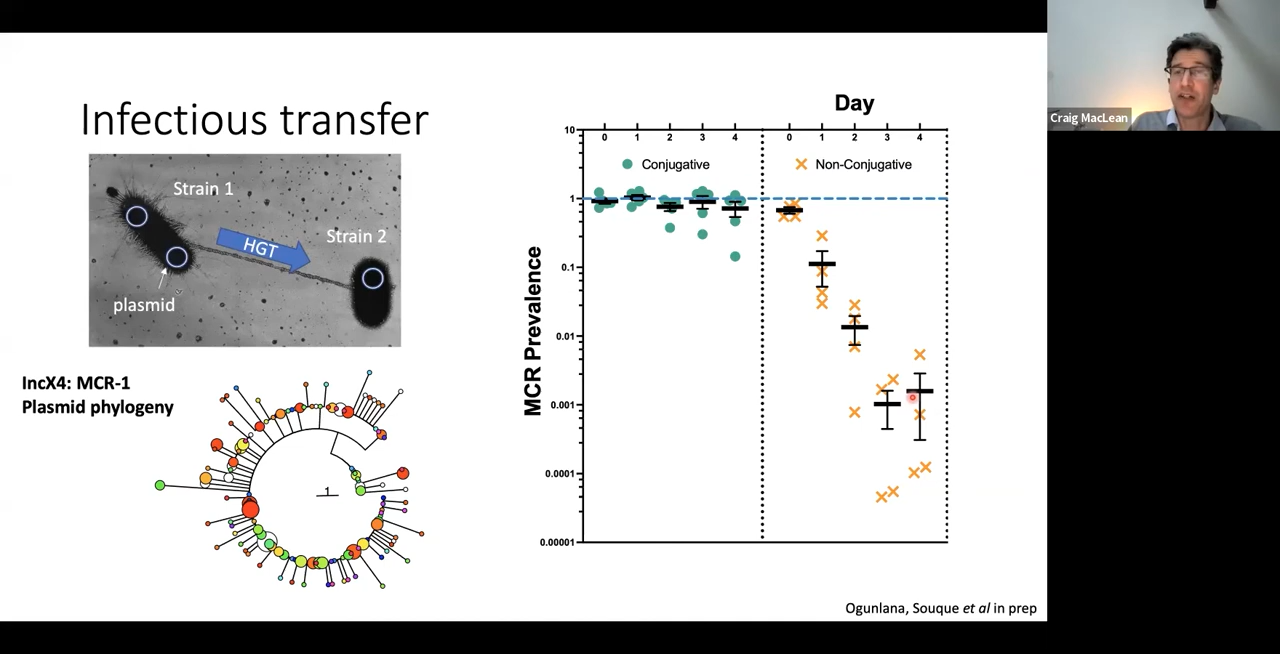 Infectious transfer
Strain 1
HGT
Strain 2
plasmid
IncX4: MCR-1
Plasmid phylogeny
1
Day
0 1 2 3 4 0 1 2 3 4
Conjugative
Non-Conjugative
MCR Prevalence
10
1
0.1
0.01
0.001
0.0001
0.00001
Ogunlana, Souque et al in prep
Craig MacLean